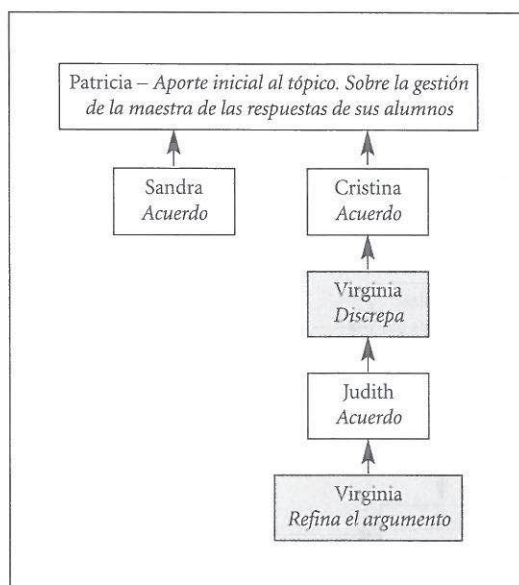 Patricia – Aporte inicial al tópico. Sobre la gestión
de la maestra de las respuestas de sus alumnos
Sandra
Acuerdo
Cristina
Acuerdo
Virginia
Discrepa
Judith
Acuerdo
Virginia
Refina el argumento